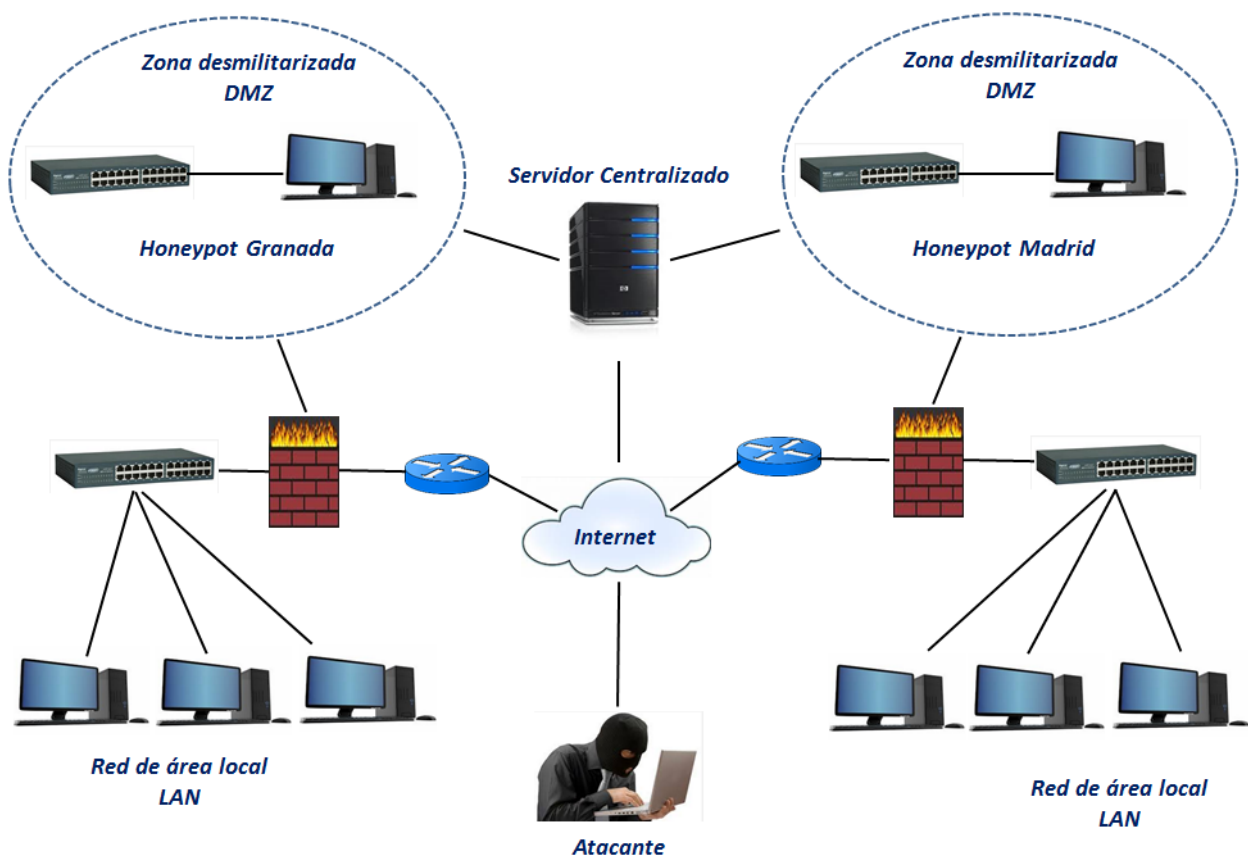 Zona desmilitarizada
DMZ
Honeypot Granada
Servidor Centralizado
Zona desmilitarizada
DMZ
Honeypot Madrid
Internet
Red de área local
LAN
Atacante
Red de área local
LAN